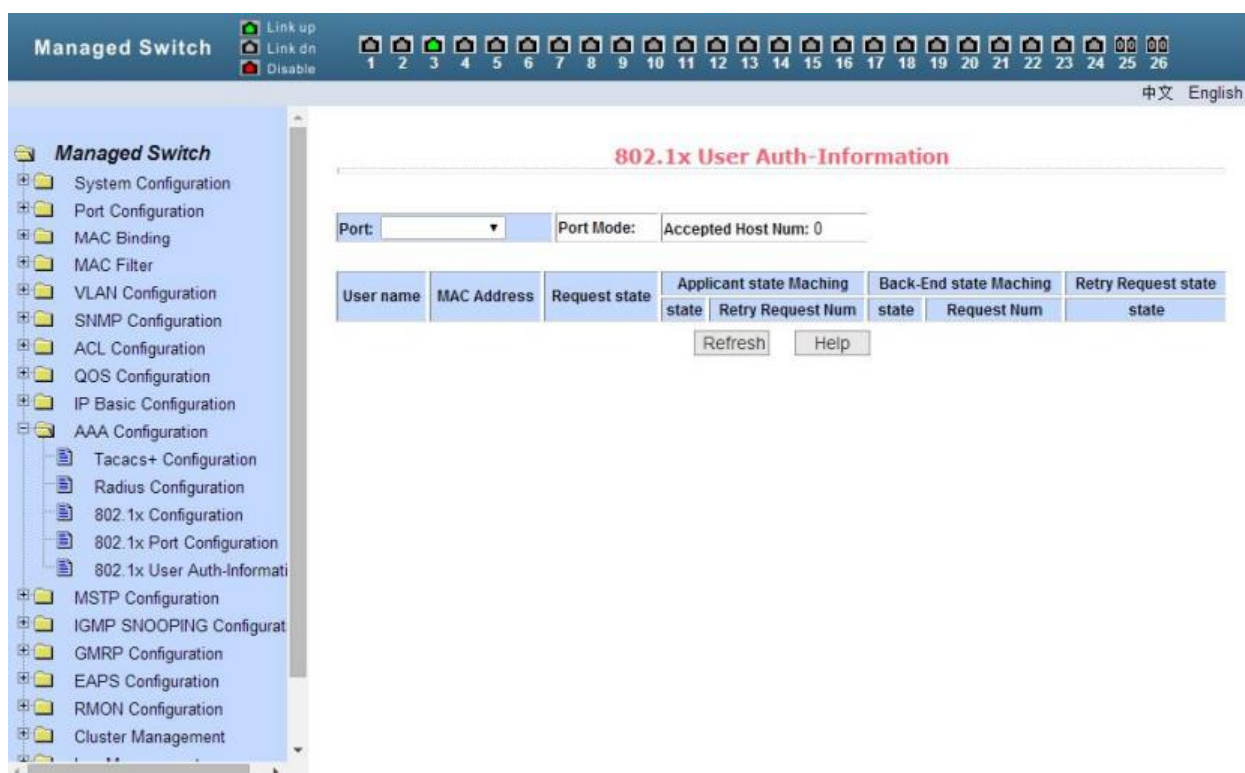 Managed Switch
Link up
Link dn
Disable
1 2 3 4 5 6 7 8 9 10 11 12 13 14 15 16 17 18 19 20 21 22 23 24 25 26
中文 English
Managed Switch
System Configuration
Port Configuration
MAC Binding
MAC Filter
VLAN Configuration
SNMP Configuration
ACL Configuration
QOS Configuration
IP Basic Configuration
AAA Configuration
Tacacs+ Configuration
Radius Configuration
802.1x Configuration
802.1x Port Configuration
802.1x User Auth-Informati
MSTP Configuration
IGMP SNOOPING Configurat
GMRP Configuration
EAPS Configuration
RMON Configuration
Cluster Management
802.1x User Auth-Information
Port: Port Mode: Accepted Host Num: 0
User name MAC Address Request state Applicant state Maching Back-End state Maching Retry Request state
state Retry Request Num state Request Num state
Refresh Help